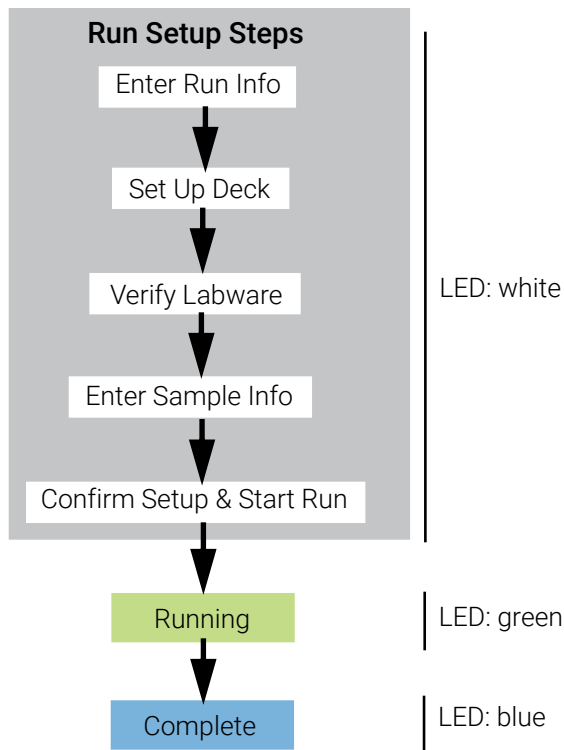 Run Setup Steps
Enter Run Info
Set Up Deck
Verify Labware
LED: white
Enter Sample Info
Confirm Setup & Start Run
Running
LED: green
Complete
LED: blue